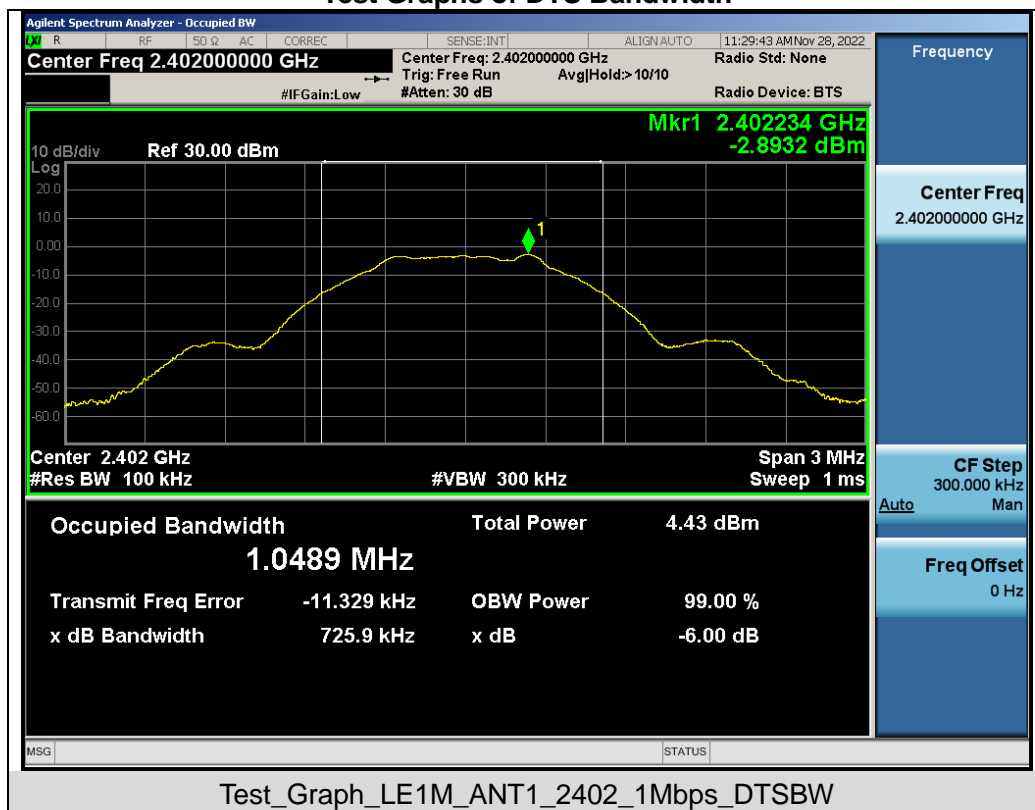 Test Graphs of DTS Bandwidth
Agilent Spectrum Analyzer - Occupied BW
LXI R RF 50 Ω AC CORREC SENSE:INT ALIGN AUTO 11:29:43 AM Nov 28, 2022
Center Freq 2.402000000 GHz
Center Freq: 2.402000000 GHz
Radio Std: None
Trig: Free Run Avg|Hold:> 10/10
#IFGain:Low #Atten: 30 dB Radio Device: BTS
Mkr1 2.402234 GHz
-2.8932 dBm
10 dB/div Ref 30.00 dBm
Log
20.0
10.0
0.00
-10.0
-20.0
-30.0
-40.0
-50.0
-60.0
1
Center 2.402 GHz Span 3 MHz
#Res BW 100 kHz #VBW 300 kHz Sweep 1 ms
Occupied Bandwidth Total Power 4.43 dBm
1.0489 MHz
Transmit Freq Error -11.329 kHz OBW Power 99.00 %
x dB Bandwidth 725.9 kHz x dB -6.00 dB
MSG STATUS
Frequency
Center Freq
2.402000000 GHz
CF Step
300.000 kHz
Auto Man
Freq Offset
0 Hz
Test_Graph_LE1M_ANT1_2402_1Mbps_DTSBW